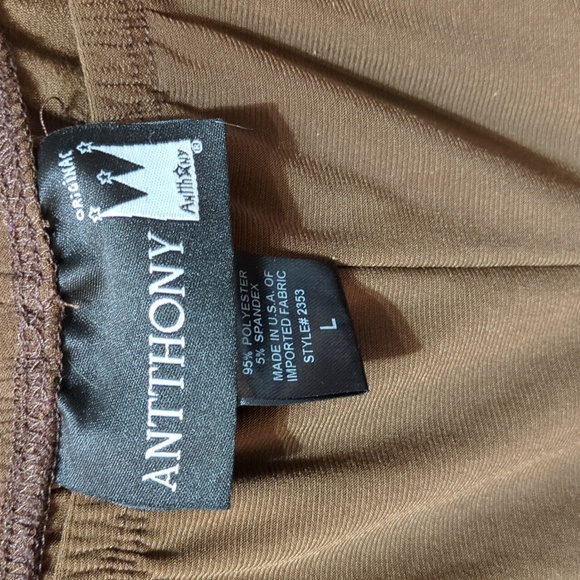 ORIGINAL
Antthony
®
ANTTHONY
95% POLYESTER
5% SPANDEX
MADE IN U.S.A. OF
IMPORTED FABRIC
STYLE# 2353
L